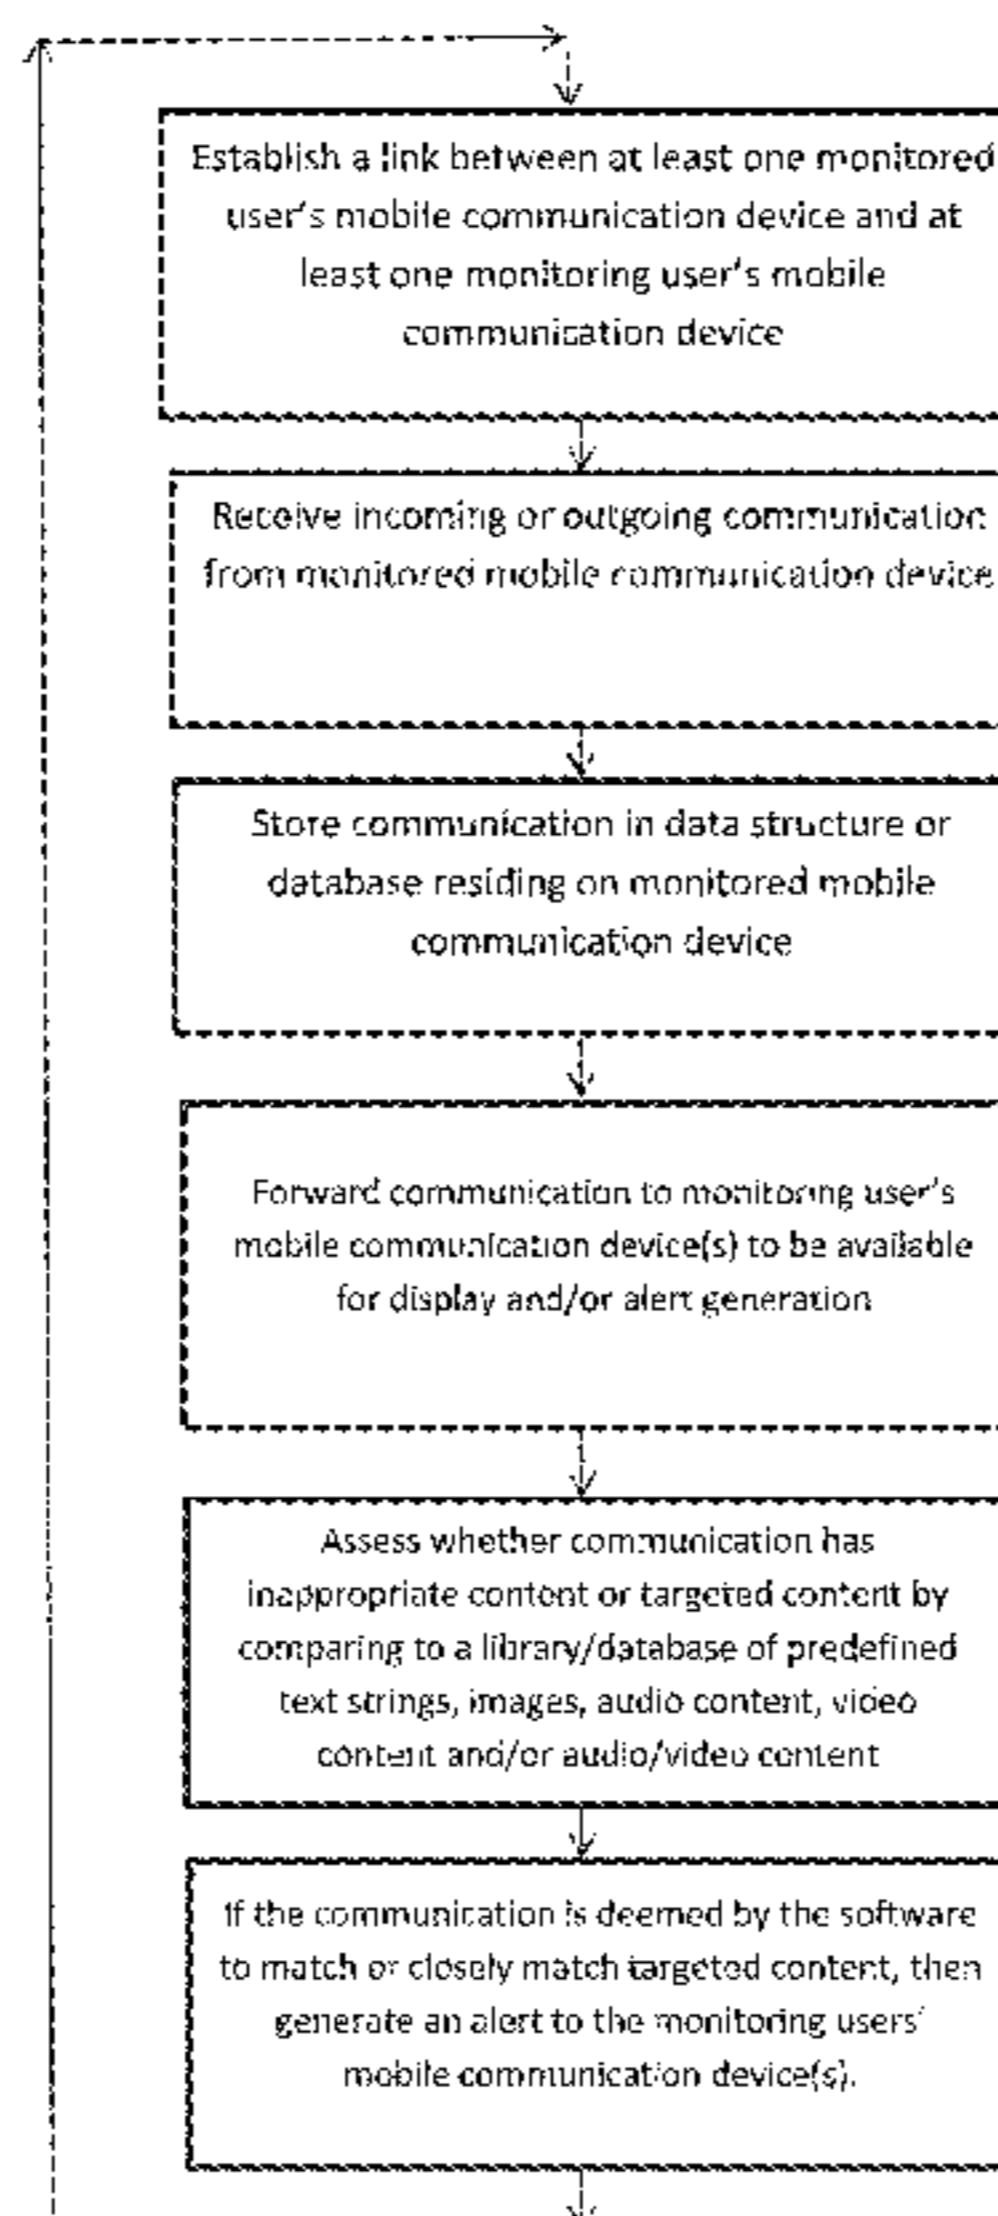 Establish a link between at least one monitored
user's mobile communication device and at
least one monitoring user's mobile
communication device
Receive incoming or outgoing communication
from monitored mobile communication device
Store communication in data structure or
database residing on monitored mobile
communication device
Forward communication to monitoring user's
mobile communication device(s) to be available
for display and/or alert generation
Assess whether communication has
inappropriate content or targeted content by
comparing to a library/database of predefined
text strings, images, audio content, video
content and/or audio/video content
If the communication is deemed by the software
to match or closely match targeted content, then
generate an alert to the monitoring users'
mobile communication device(s).